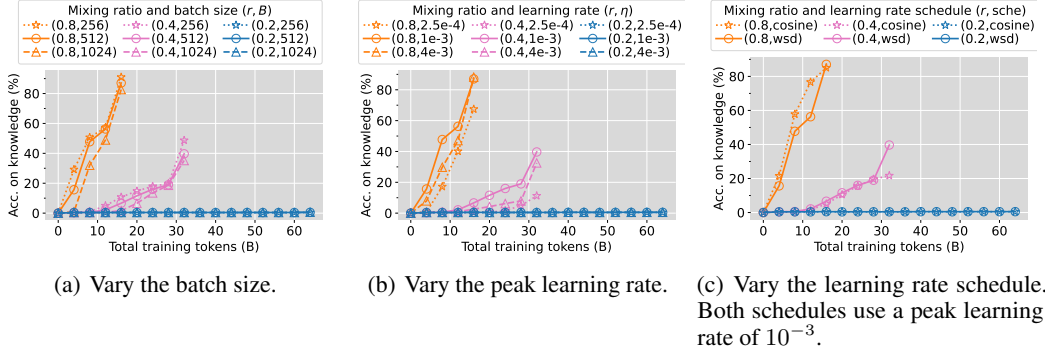 Mixing ratio and batch size (r, B)
(0.8,256) (0.4,256) (0.2,256)
(0.8,512) (0.4,512) (0.2,512)
(0.8,1024) (0.4,1024) (0.2,1024)
Acc. on knowledge (%)
80
60
40
20
0
0 10 20 30 40 50 60
Total training tokens (B)
(a) Vary the batch size.
Mixing ratio and learning rate (r, η)
(0.8,2.5e-4) (0.4,2.5e-4) (0.2,2.5e-4)
(0.8,1e-3) (0.4,1e-3) (0.2,1e-3)
(0.8,4e-3) (0.4,4e-3) (0.2,4e-3)
Acc. on knowledge (%)
80
60
40
20
0
0 10 20 30 40 50 60
Total training tokens (B)
(b) Vary the peak learning rate.
Mixing ratio and learning rate schedule (r, sche)
(0.8,cosine) (0.4,cosine) (0.2,cosine)
(0.8,wsd) (0.4,wsd) (0.2,wsd)
Acc. on knowledge (%)
80
60
40
20
0
0 10 20 30 40 50 60
Total training tokens (B)
(c) Vary the learning rate schedule.
Both schedules use a peak learning
rate of 10⁻³.